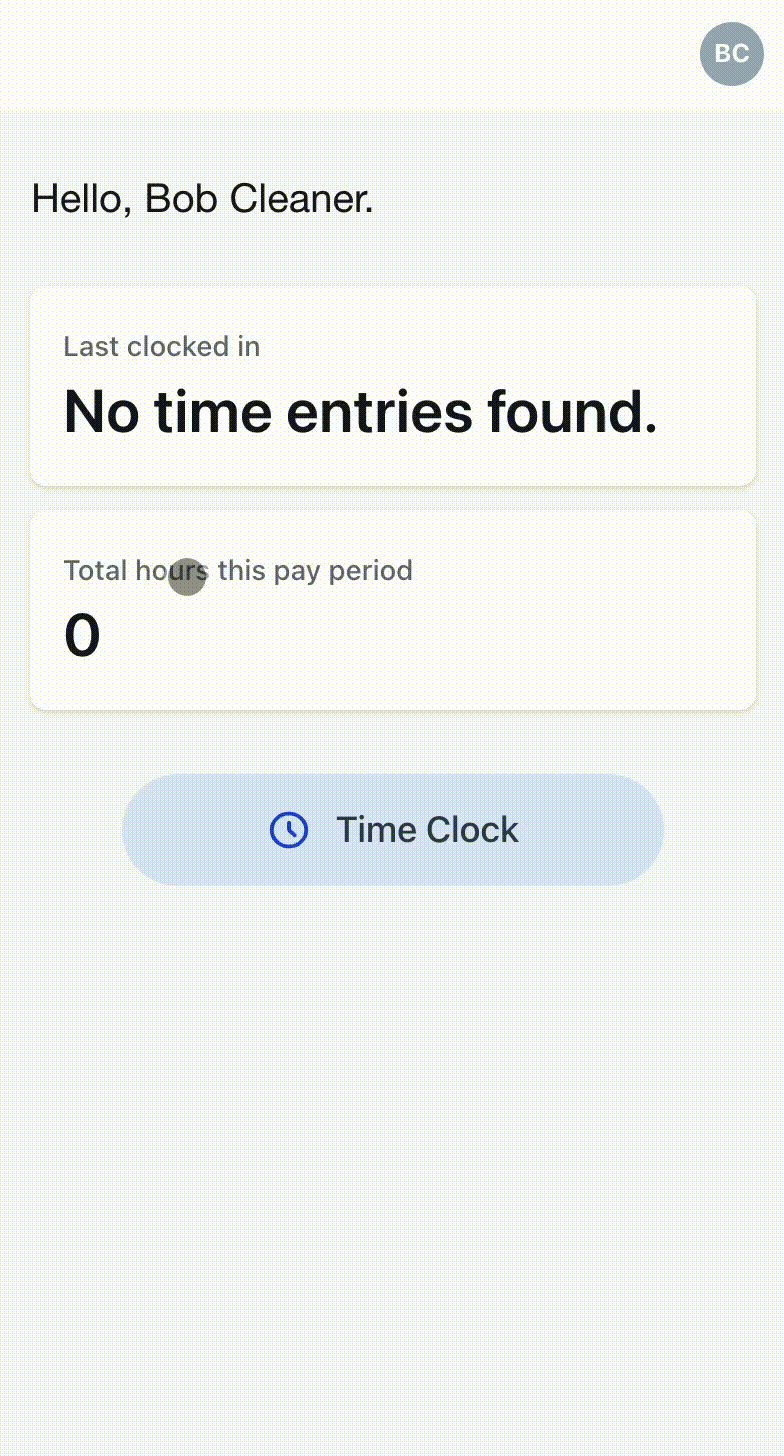 BC
Hello, Bob Cleaner.
Last clocked in
No time entries found.
Total hours this pay period
0
Time Clock